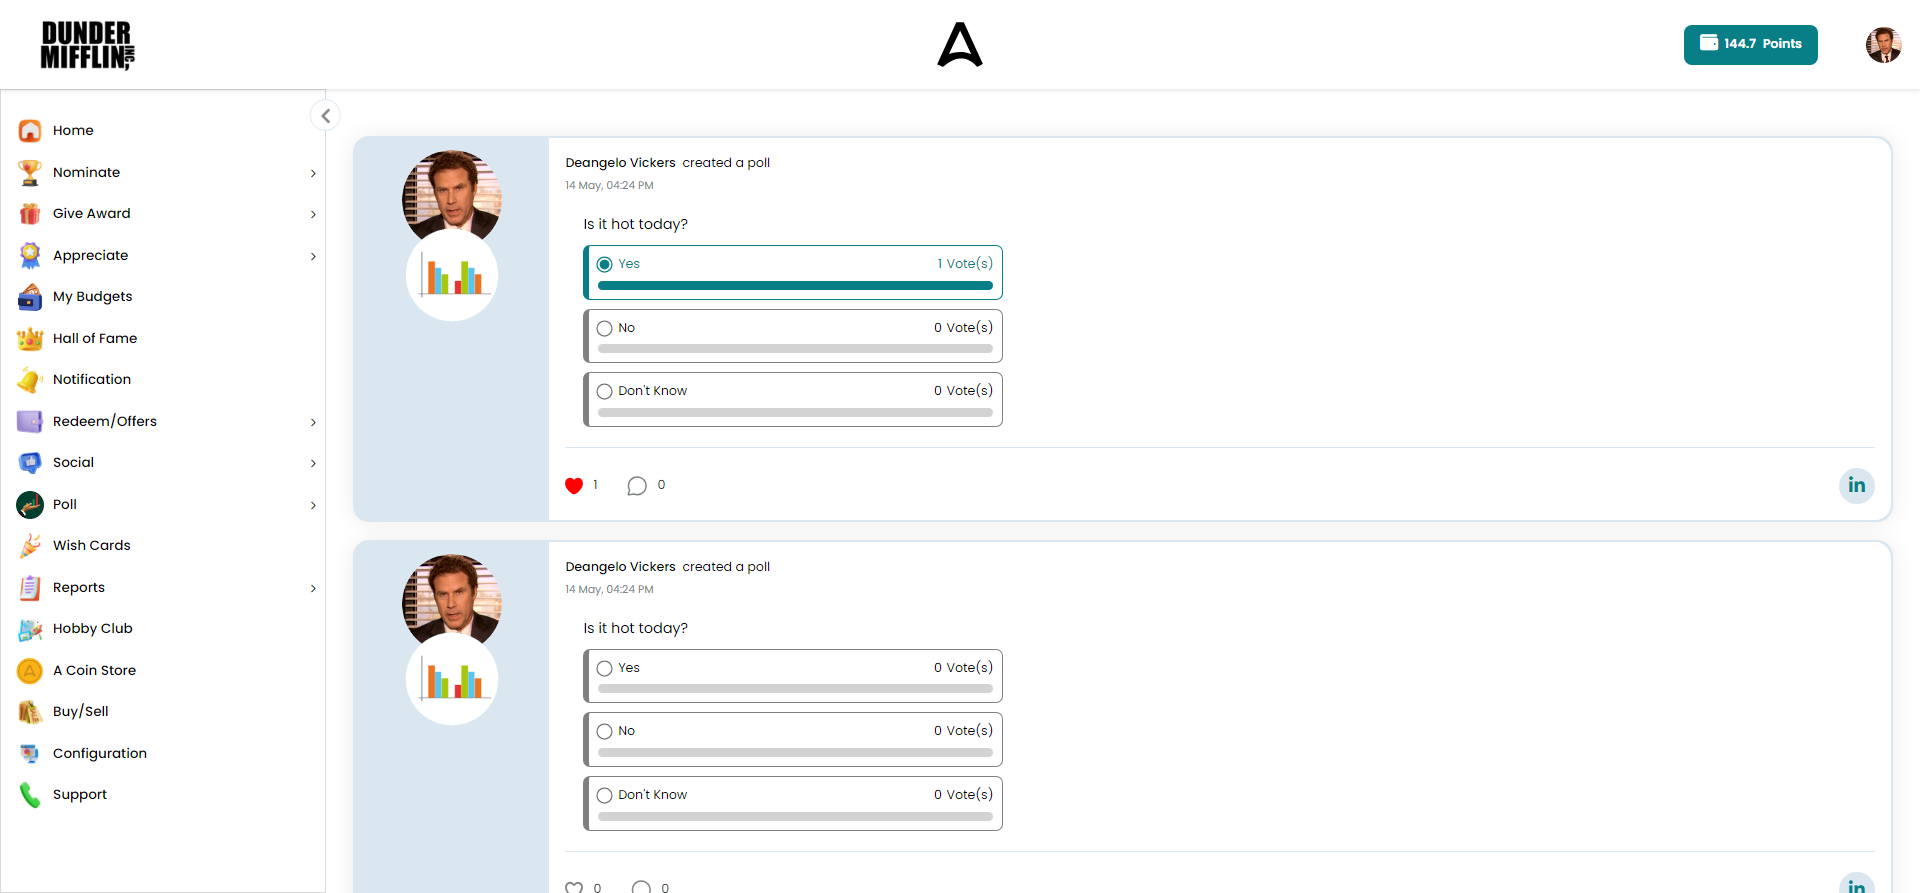 DUNDER
MIFFLIN INC,
144.7 Points
Home
Nominate
Give Award
Appreciate
My Budgets
Hall of Fame
Notification
Redeem/Offers
Social
Poll
Wish Cards
Reports
Hobby Club
A Coin Store
Buy/Sell
Configuration
Support
Deangelo Vickers created a poll
14 May, 04:24 PM
Is it hot today?
Yes 1 Vote(s)
No 0 Vote(s)
Don't Know 0 Vote(s)
1 0
in
Deangelo Vickers created a poll
14 May, 04:24 PM
Is it hot today?
Yes 0 Vote(s)
No 0 Vote(s)
Don't Know 0 Vote(s)
0 0
in